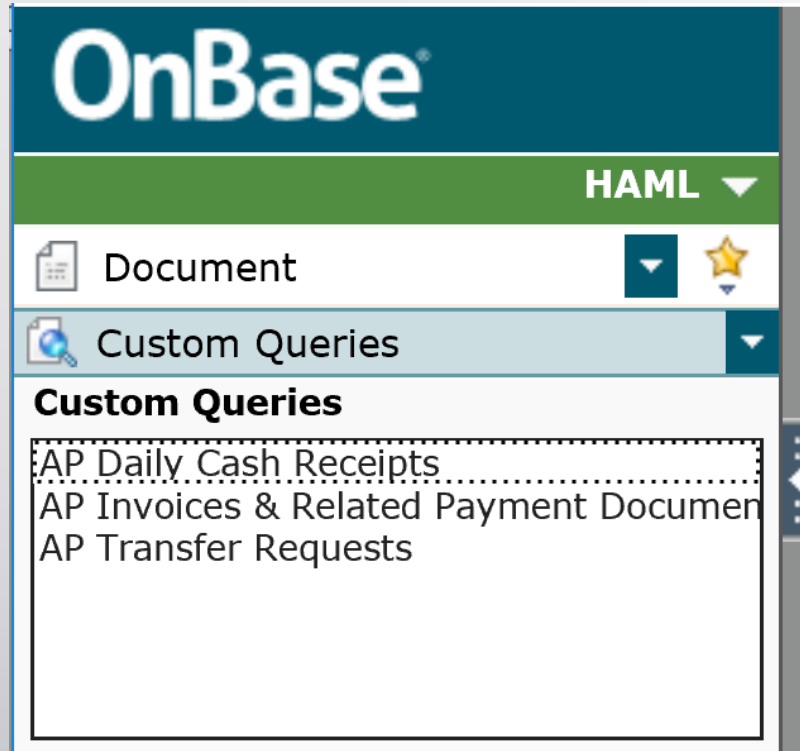 OnBase®
HAML
Document
Custom Queries
Custom Queries
AP Daily Cash Receipts
AP Invoices & Related Payment Documen
AP Transfer Requests